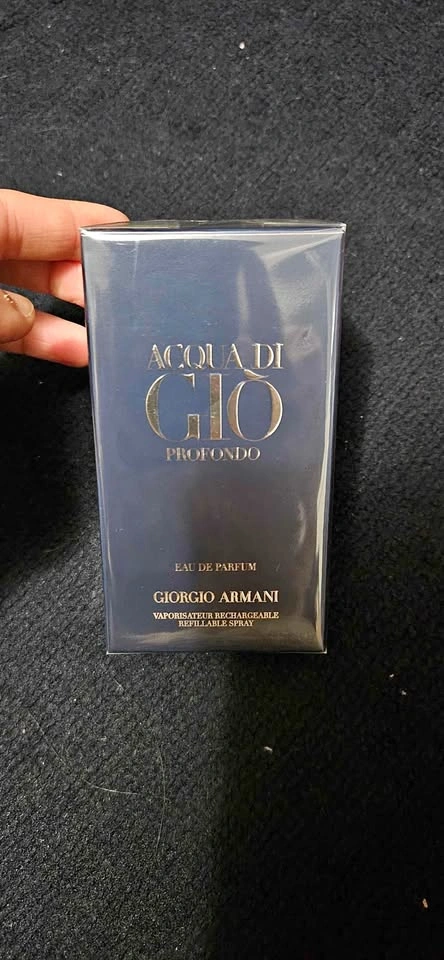 ACQUA DI
GIÒ
PROFONDO
EAU DE PARFUM
GIORGIO ARMANI
VAPORISATEUR RECHARGEABLE
REFILLABLE SPRAY